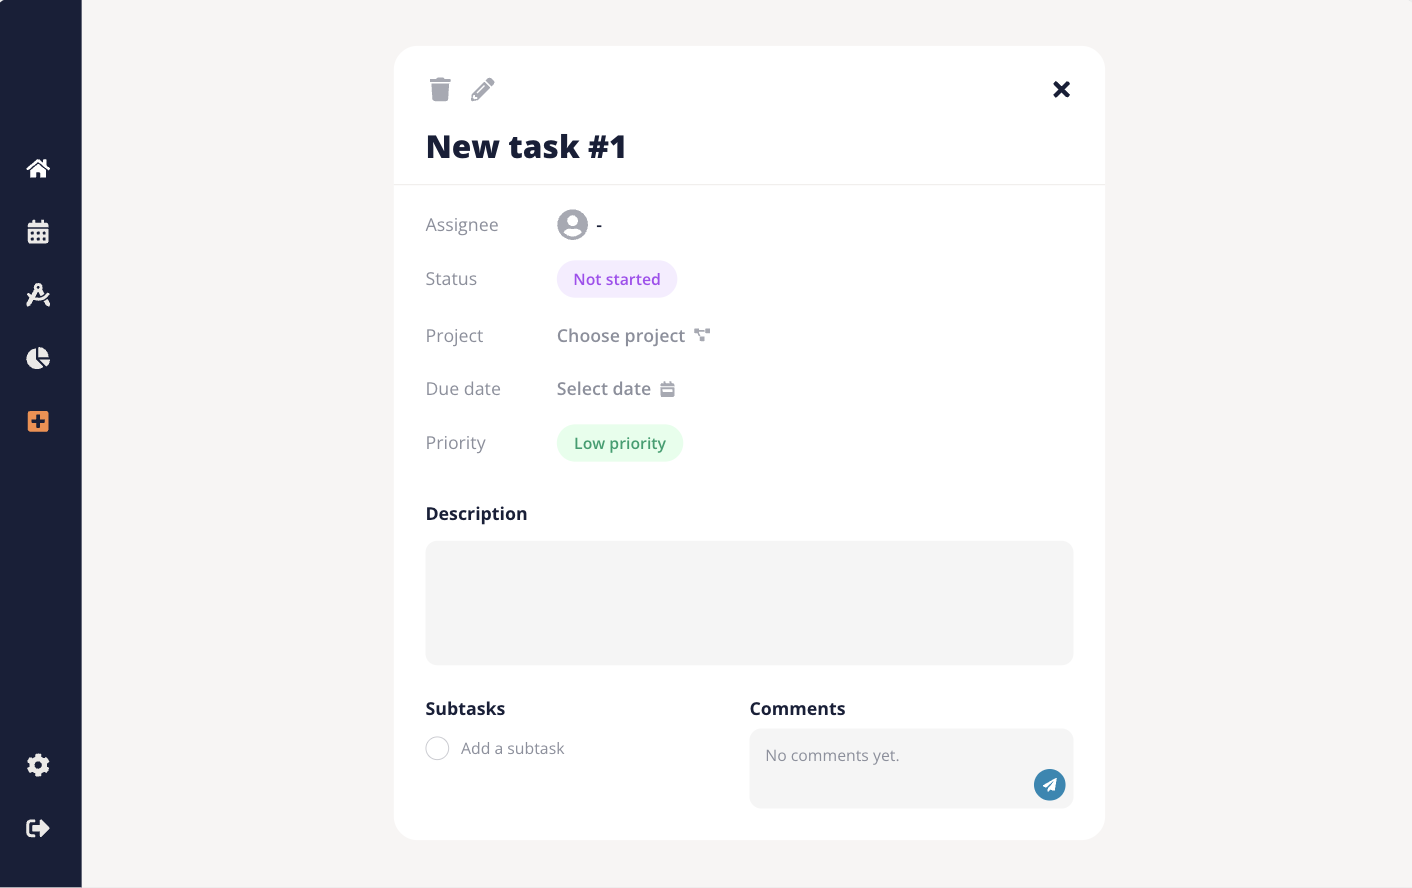 New task #1
Assignee -
Status Not started
Project Choose project
Due date Select date
Priority Low priority
Description
Subtasks
Add a subtask
Comments
No comments yet.